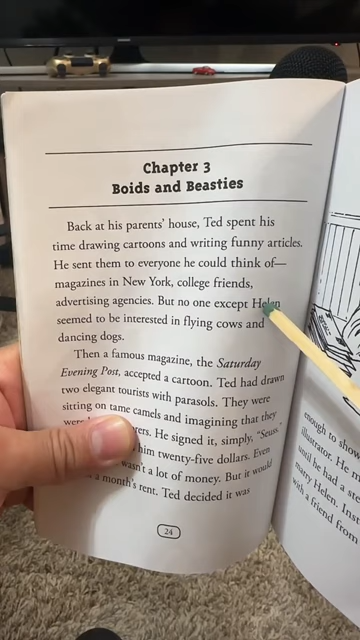 Chapter 3
Boids and Beasties
Back at his parents' house, Ted spent his
time drawing cartoons and writing funny articles.
He sent them to everyone he could think of—
magazines in New York, college friends,
advertising agencies. But no one except Helen
seemed to be interested in flying cows and
dancing dogs.
Then a famous magazine, the Saturday
Evening Post, accepted a cartoon. Ted had drawn
two elegant tourists with parasols. They were
sitting on tame camels and imagining that they
were. He signed it, simply, "Seuss."
him twenty-five dollars. Even
wasn't a lot of money. But it would
a month's rent. Ted decided it was
24
enough to show
illustrator. He
until he had a
marry Helen.
with a friend from